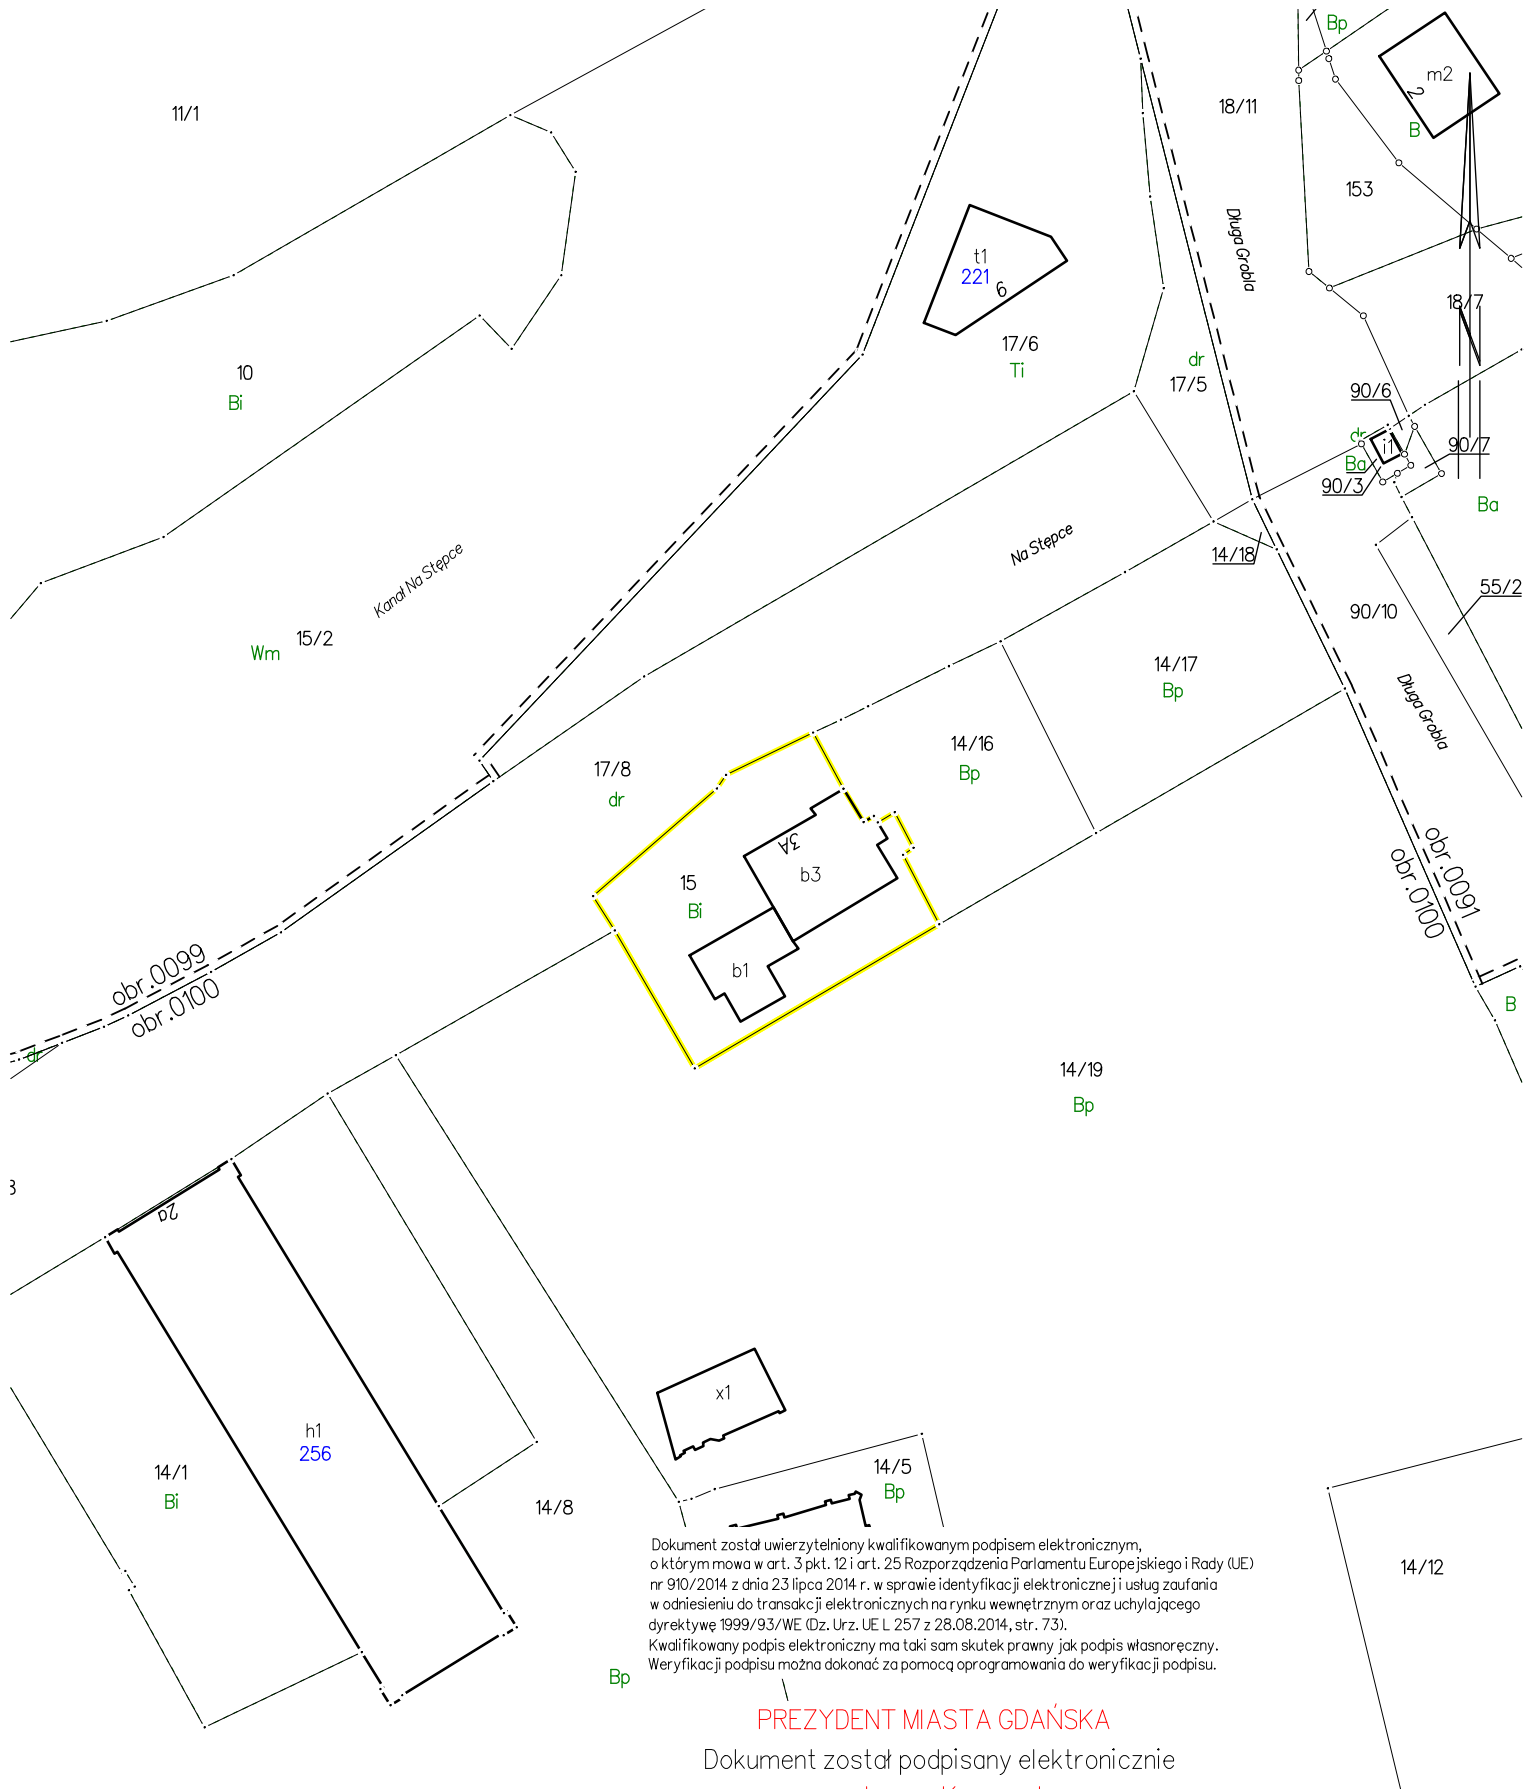 11/1
Bp
m2
2
B
18/11
153
Długa Grobla
t1
221
6
17/6
Ti
dr
17/5
18/7
10
Bi
90/6
dr
i1
90/7
Ba
90/3
Ba
Na Stępce
14/18
Kanał Na Stępce
15/2
Wm
55/2
90/10
Długa Grobla
14/17
Bp
14/16
Bp
17/8
dr
3A
b3
15
Bi
b1
obr.0091
obr.0100
obr.0099
obr.0100
dr
B
14/19
Bp
2a
x1
h1
256
14/1
Bi
14/5
Bp
14/8
14/12
Bp
Dokument został uwierzytelniony kwalifikowanym podpisem elektronicznym,
o którym mowa w art. 3 pkt. 12 i art. 25 Rozporządzenia Parlamentu Europejskiego i Rady (UE)
nr 910/2014 z dnia 23 lipca 2014 r. w sprawie identyfikacji elektronicznej i usług zaufania
w odniesieniu do transakcji elektronicznych na rynku wewnętrznym oraz uchylającego
dyrektywę 1999/93/WE (Dz. Urz. UE L 257 z 28.08.2014, str. 73).
Kwalifikowany podpis elektroniczny ma taki sam skutek prawny jak podpis własnoręczny.
Weryfikacji podpisu można dokonać za pomocą oprogramowania do weryfikacji podpisu.
PREZYDENT MIASTA GDAŃSKA
Dokument został podpisany elektronicznie